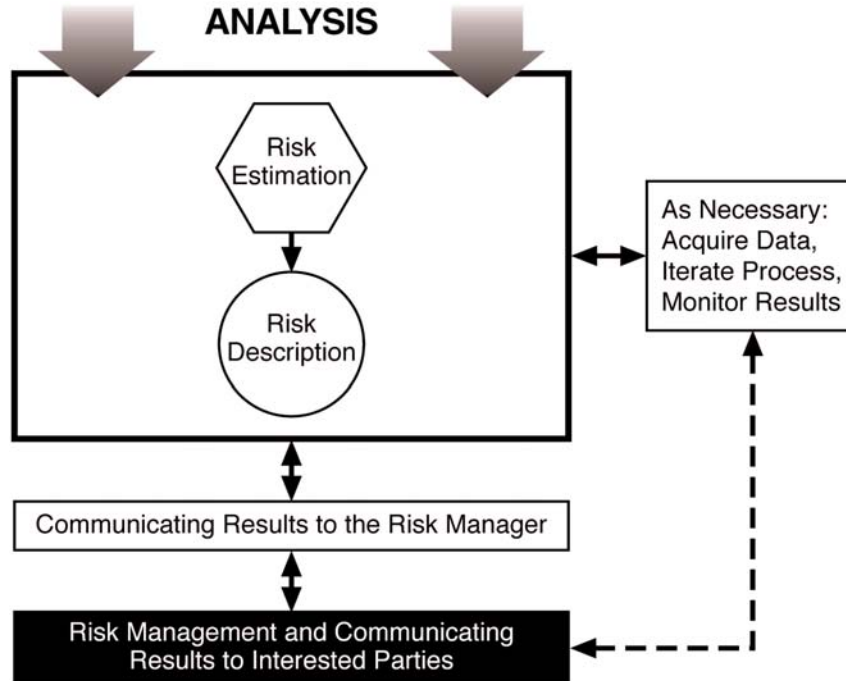 ANALYSIS
Risk
Estimation
Risk
Description
As Necessary:
Acquire Data,
Iterate Process,
Monitor Results
Communicating Results to the Risk Manager
Risk Management and Communicating
Results to Interested Parties